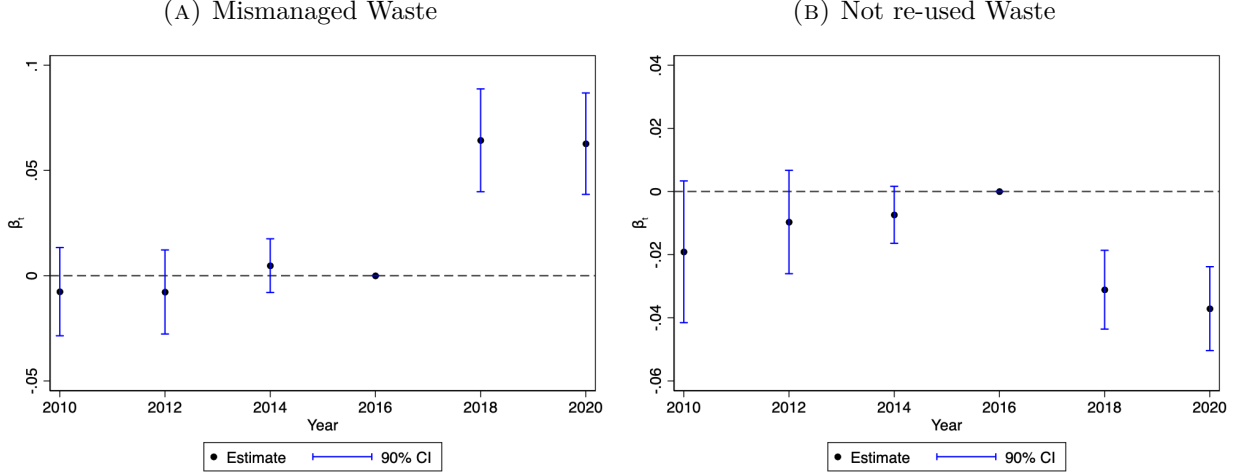 (A) Mismanaged Waste
.1
.05
0
-.05
βt
2010 2012 2014 2016 2018 2020
Year
Estimate 90% CI
(B) Not re-used Waste
.04
.02
0
-.02
-.04
-.06
βt
2010 2012 2014 2016 2018 2020
Year
Estimate 90% CI